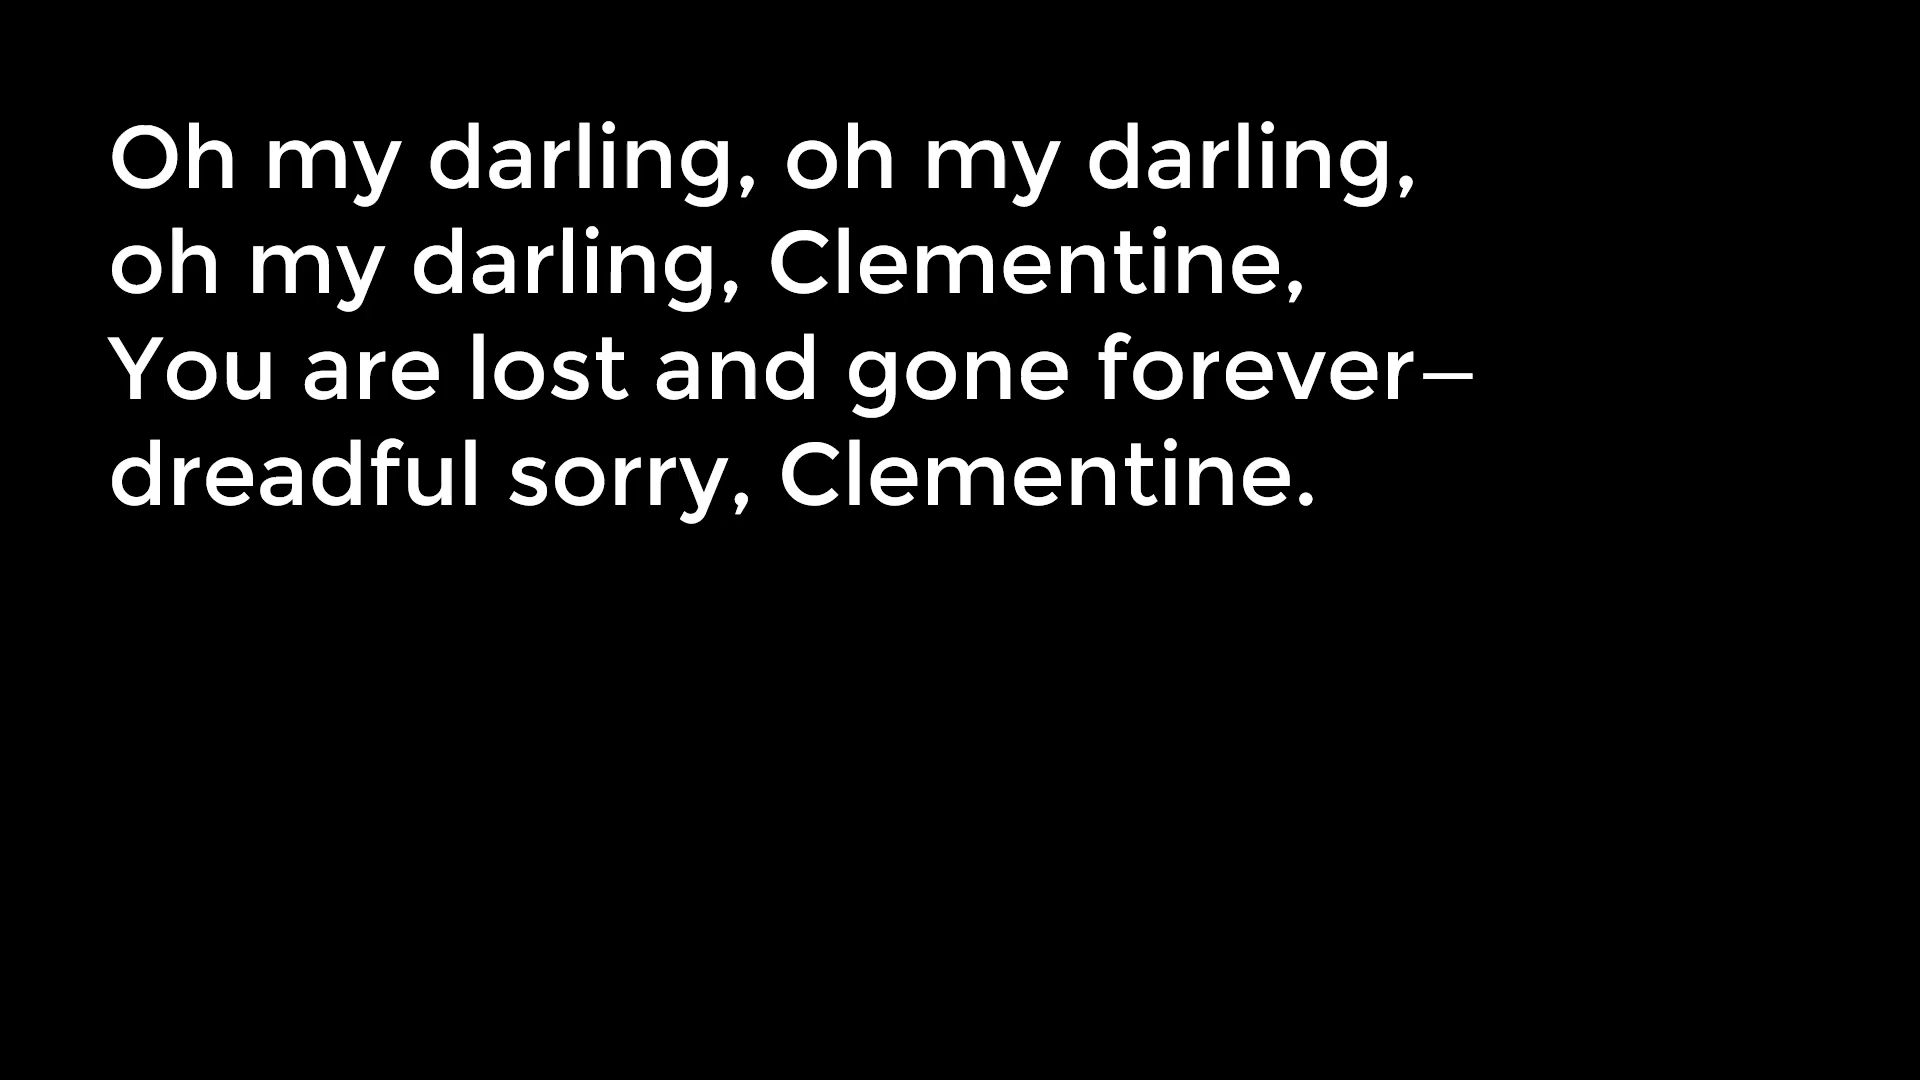 Oh my darling, oh my darling,
oh my darling, Clementine,
You are lost and gone forever—
dreadful sorry, Clementine.